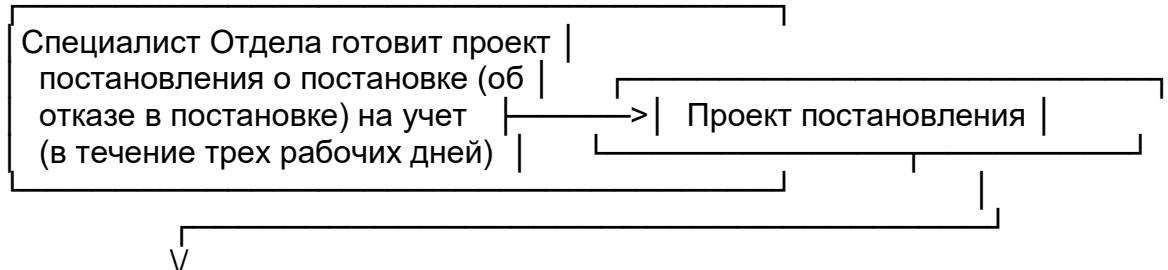 Специалист Отдела готовит проект
постановления о постановке (об
отказе в постановке) на учет
(в течение трех рабочих дней)
Проект постановления